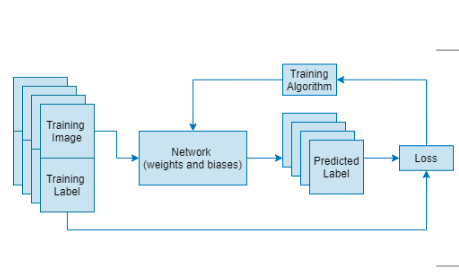 Training
Algorithm
Training
Image
Training
Label
Network
(weights and biases)
Predicted
Label
Loss